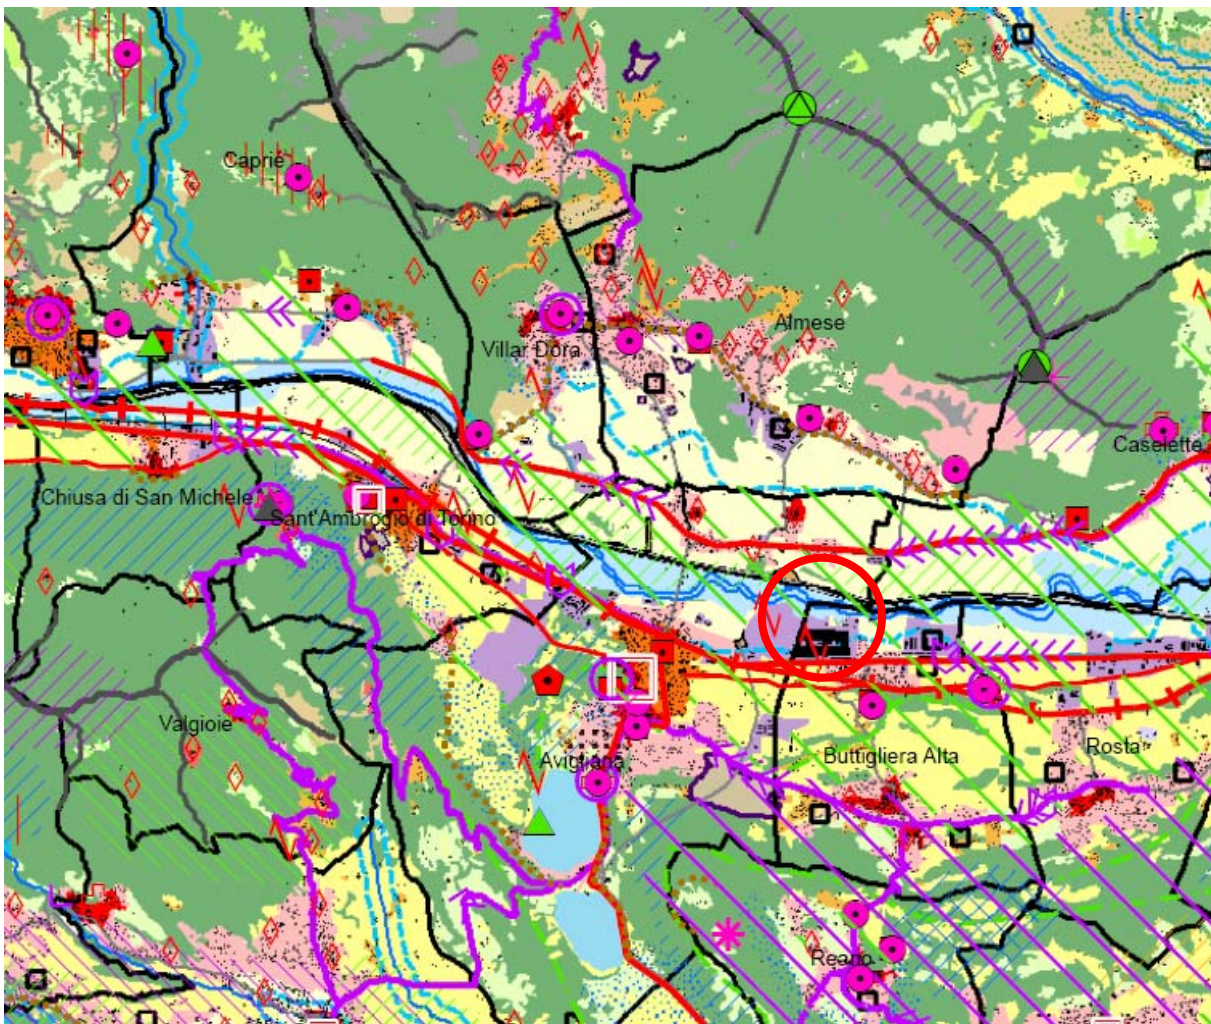 Caprie
Almese
Villar Dora
Caselette
Chiusa di San Michele
Sant'Ambrogio di Torino
Valgioie
Avigliana
Buttigliera Alta
Rosta
Reano